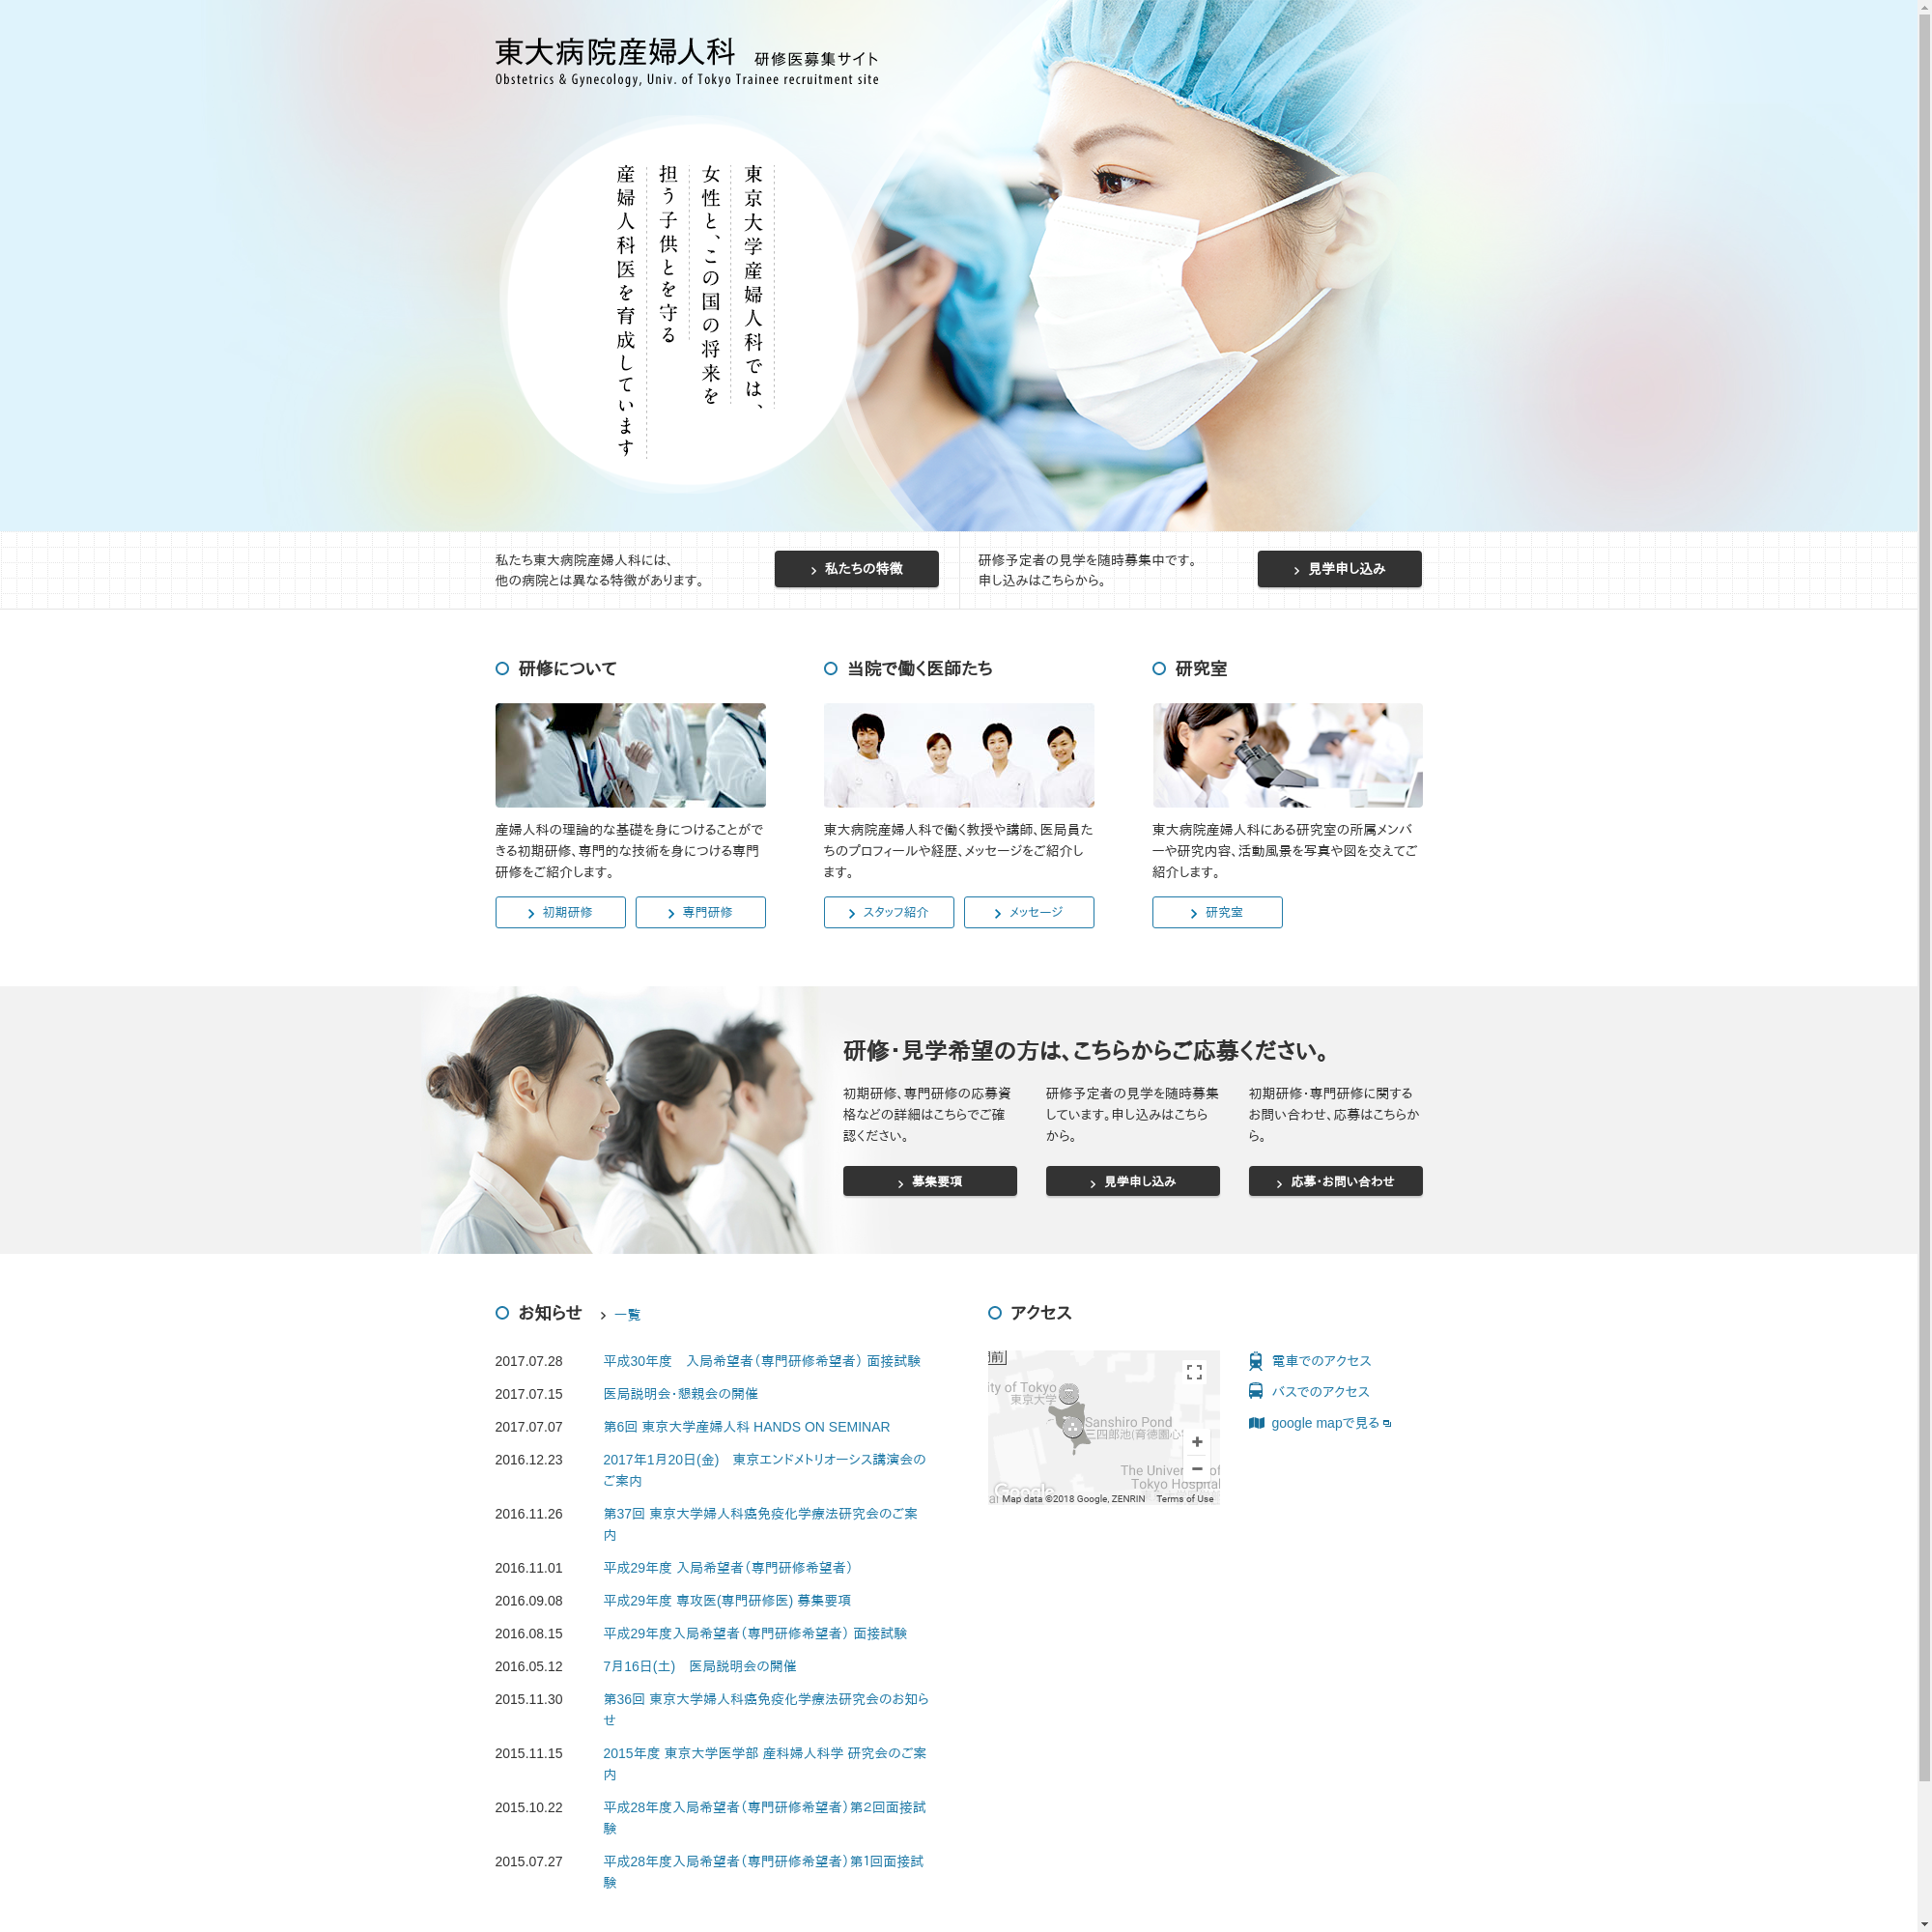 東大病院産婦人科 研修医募集サイト
Obstetrics & Gynecology, Univ. of Tokyo Trainee recruitment site
東京大学産婦人科では、
女性と、この国の将来を
担う子供とを守る
産婦人科医を育成しています
私たち東大病院産婦人科には、
他の病院とは異なる特徴があります。
私たちの特徴
研修予定者の見学を随時募集中です。
申し込みはこちらから。
見学申し込み
研修について
産婦人科の理論的な基礎を身につけることがで
きる初期研修、専門的な技術を身につける専門
研修をご紹介します。
初期研修
専門研修
当院で働く医師たち
東大病院産婦人科で働く教授や講師、医局員た
ちのプロフィールや経歴、メッセージをご紹介し
ます。
スタッフ紹介
メッセージ
研究室
東大病院産婦人科にある研究室の所属メンバ
ーや研究内容、活動風景を写真や図を交えてご
紹介します。
研究室
研修・見学希望の方は、こちらからご応募ください。
初期研修、専門研修の応募資
格などの詳細はこちらでご確
認ください。
募集要項
研修予定者の見学を随時募集
しています。申し込みはこちら
から。
見学申し込み
初期研修・専門研修に関する
お問い合わせ、応募はこちらか
ら。
応募・お問い合わせ
お知らせ 一覧
2017.07.28 平成30年度　入局希望者（専門研修希望者） 面接試験
2017.07.15 医局説明会・懇親会の開催
2017.07.07 第6回 東京大学産婦人科 HANDS ON SEMINAR
2016.12.23 2017年1月20日(金)　東京エンドメトリオーシス講演会の
ご案内
2016.11.26 第37回 東京大学婦人科癌免疫化学療法研究会のご案
内
2016.11.01 平成29年度 入局希望者（専門研修希望者）
2016.09.08 平成29年度 専攻医(専門研修医) 募集要項
2016.08.15 平成29年度入局希望者（専門研修希望者） 面接試験
2016.05.12 7月16日(土)　医局説明会の開催
2015.11.30 第36回 東京大学婦人科癌免疫化学療法研究会のお知ら
せ
2015.11.15 2015年度 東京大学医学部 産科婦人科学 研究会のご案
内
2015.10.22 平成28年度入局希望者（専門研修希望者）第２回面接試
験
2015.07.27 平成28年度入局希望者（専門研修希望者）第１回面接試
験
アクセス
前
ity of Tokyo
東京大学
Sanshiro Pond
三四郎池(育徳園心
The University of
Tokyo Hospital
Google
Map data ©2018 Google, ZENRIN Terms of Use
電車でのアクセス
バスでのアクセス
google mapで見る